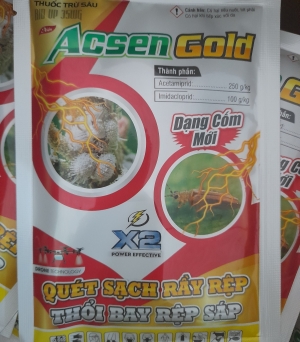 THUỐC TRỪ SÂU
Acsen Gold
Thành phần:
Acetamiprid 250 g/kg
Imidacloprid 100 g/kg
Dạng Cốm
Mới
X2
POWER EFFECTIVE
QUÉT SẠCH RẦY RỆP
THỔI BAY RỆP SÁP